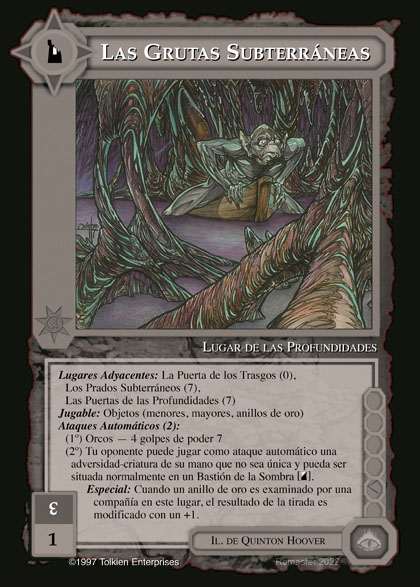 Las Grutas Subterráneas
Lugar de las Profundidades
Lugares Adyacentes: La Puerta de los Trasgos (0),
Los Prados Subterráneos (7),
Las Puertas de las Profundidades (7)
Jugable: Objetos (menores, mayores, anillos de oro)
Ataques Automáticos (2):
(1º) Orcos — 4 golpes de poder 7
(2º) Tu oponente puede jugar como ataque automático una
adversidad-criatura de su mano que no sea única y pueda ser
situada normalmente en un Bastión de la Sombra [].
Especial: Cuando un anillo de oro es examinado por una
compañía en este lugar, el resultado de la tirada es
modificado con un +1.
ε
1
Il. de Quinton Hoover
©1997 Tolkien Enterprises